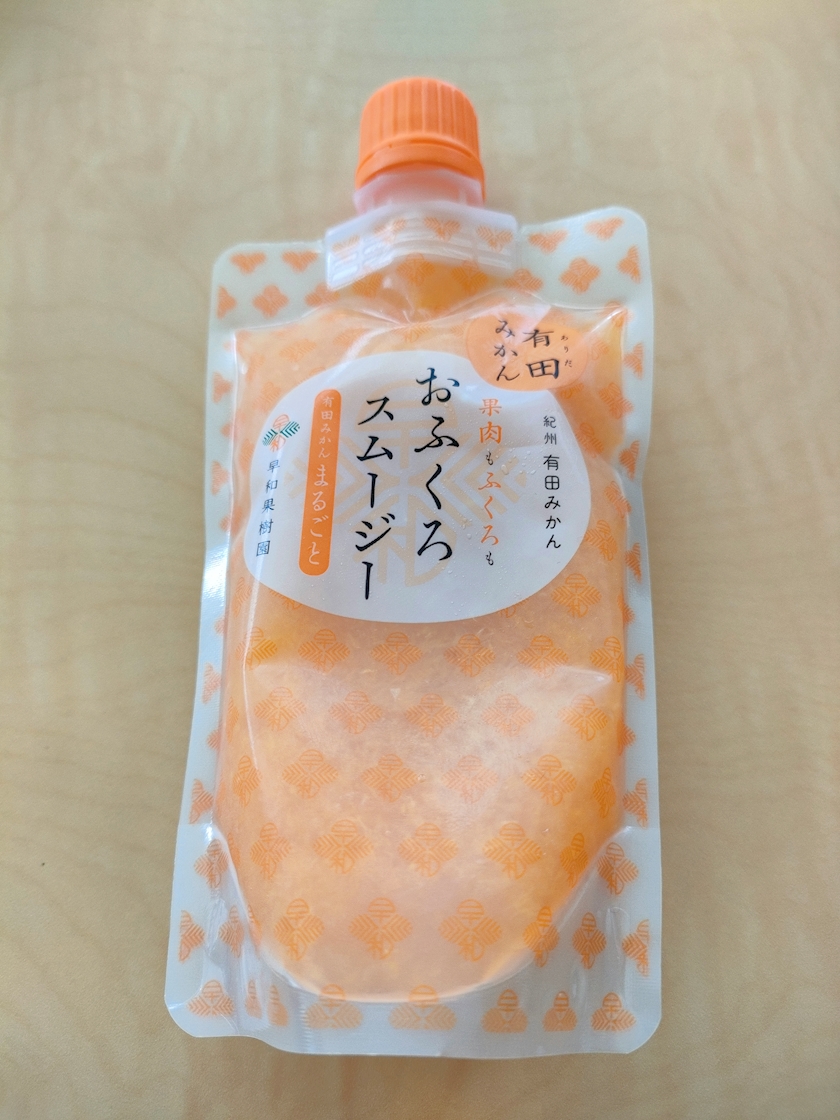 有田
ありだ
みかん
紀州 有田みかん
果肉もふくろも
おふくろ
スムージー
有田みかん まるごと
早和果樹園